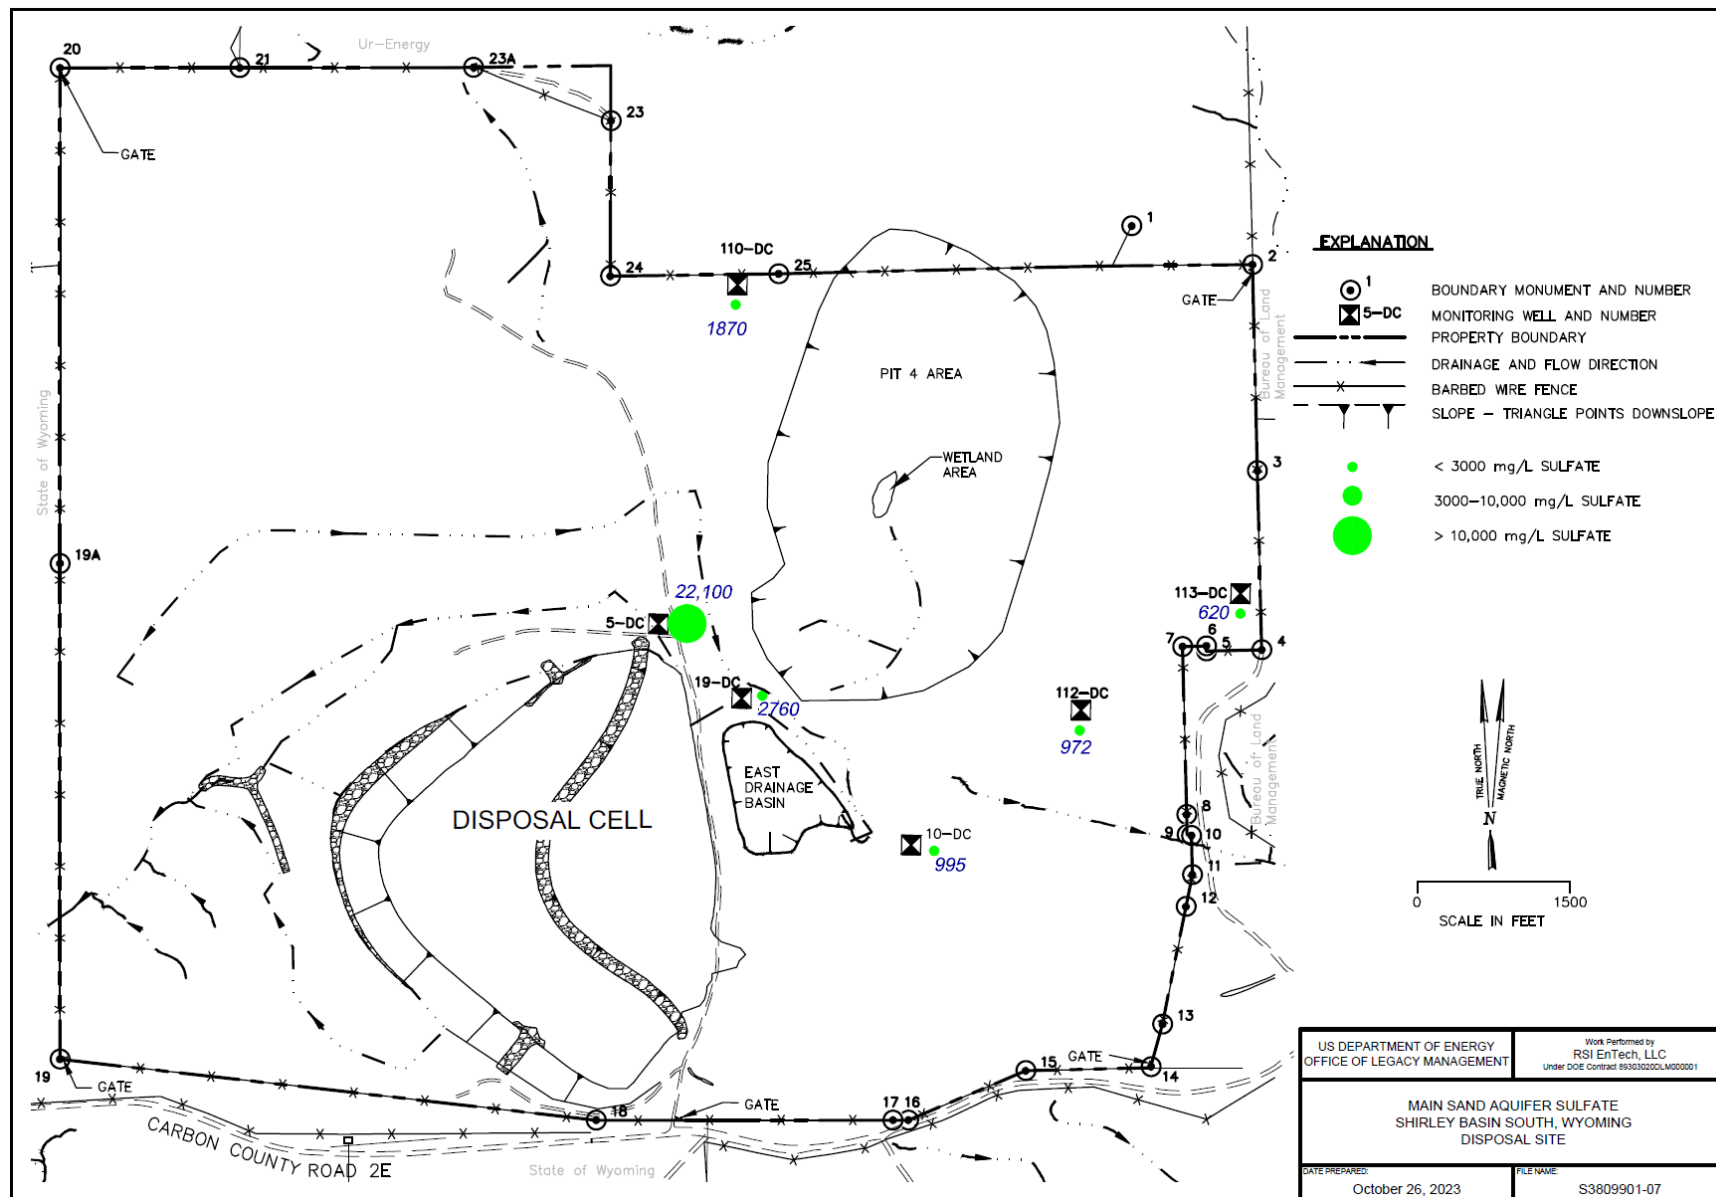 Ur-Energy
20
21
23A
23
GATE
24
110-DC
25
1
2
GATE
1870
Bureau of Land
Management
State of Wyoming
PIT 4 AREA
WETLAND
AREA
3
19A
22,100
5-DC
113-DC
620
7
6
5
4
19-DC
2760
112-DC
972
EAST
DRAINAGE
BASIN
DISPOSAL CELL
Bureau of Land
Management
8
9
10
10-DC
995
11
12
13
GATE
14
15
19
GATE
18
GATE
17
16
CARBON COUNTY ROAD 2E
State of Wyoming
EXPLANATION
1
BOUNDARY MONUMENT AND NUMBER
5-DC
MONITORING WELL AND NUMBER
PROPERTY BOUNDARY
DRAINAGE AND FLOW DIRECTION
BARBED WIRE FENCE
SLOPE - TRIANGLE POINTS DOWNSLOPE
< 3000 mg/L SULFATE
3000-10,000 mg/L SULFATE
> 10,000 mg/L SULFATE
TRUE NORTH
MAGNETIC NORTH
N
0
1500
SCALE IN FEET
US DEPARTMENT OF ENERGY
OFFICE OF LEGACY MANAGEMENT
Work Performed by
RSI EnTech, LLC
Under DOE Contract 89303020DLM000001
MAIN SAND AQUIFER SULFATE
SHIRLEY BASIN SOUTH, WYOMING
DISPOSAL SITE
DATE PREPARED:
October 26, 2023
FILE NAME:
S3809901-07